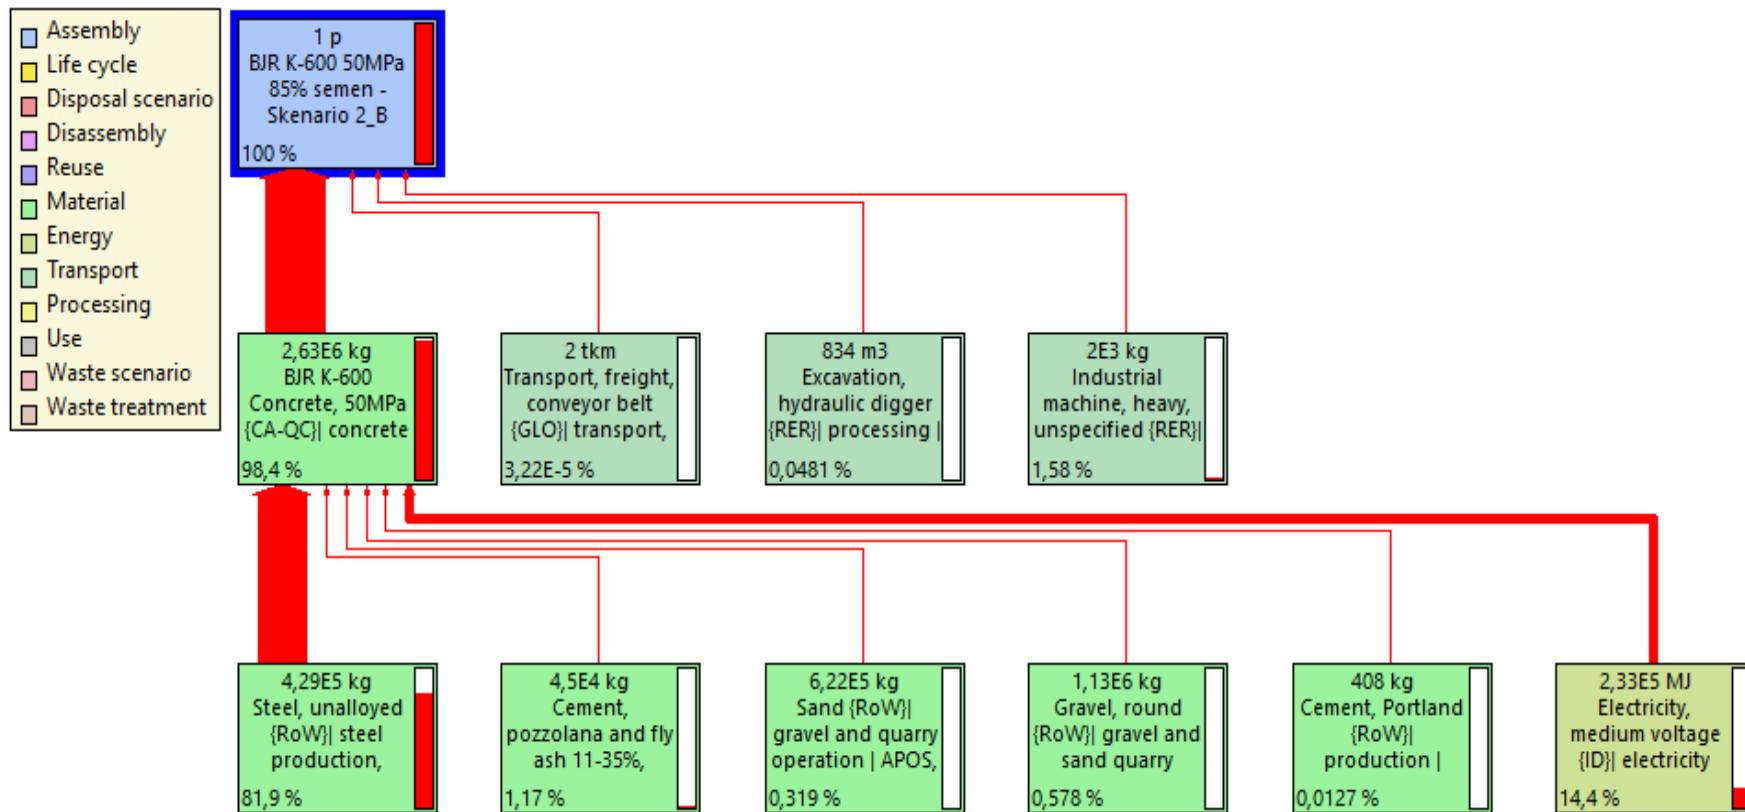 Assembly
Life cycle
Disposal scenario
Disassembly
Reuse
Material
Energy
Transport
Processing
Use
Waste scenario
Waste treatment
1 p
BJR K-600 50MPa
85% semen -
Skenario 2_B
100 %
2,63E6 kg
BJR K-600
Concrete, 50MPa
{CA-QC}| concrete
98,4 %
2 tkm
Transport, freight,
conveyor belt
{GLO}| transport,
3,22E-5 %
834 m3
Excavation,
hydraulic digger
{RER}| processing |
0,0481 %
2E3 kg
Industrial
machine, heavy,
unspecified {RER}|
1,58 %
4,29E5 kg
Steel, unalloyed
{RoW}| steel
production,
81,9 %
4,5E4 kg
Cement,
pozzolana and fly
ash 11-35%,
1,17 %
6,22E5 kg
Sand {RoW}|
gravel and quarry
operation | APOS,
0,319 %
1,13E6 kg
Gravel, round
{RoW}| gravel and
sand quarry
0,578 %
408 kg
Cement, Portland
{RoW}|
production |
0,0127 %
2,33E5 MJ
Electricity,
medium voltage
{ID}| electricity
14,4 %